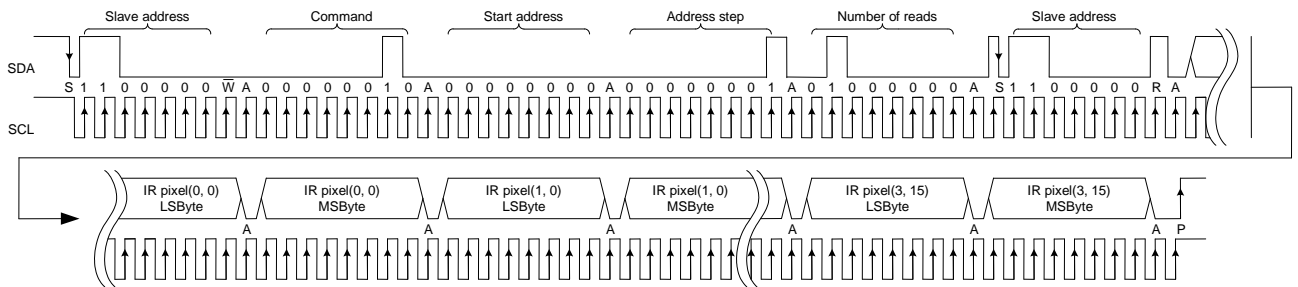 Slave address Command Start address Address step Number of reads Slave address
SDA
S 1 1 0 0 0 0 0 W̅ A 0 0 0 0 0 0 1 0 A 0 0 0 0 0 0 0 0 A 0 0 0 0 0 0 0 1 A 0 1 0 0 0 0 0 0 A S 1 1 0 0 0 0 0 R A
SCL
IR pixel(0, 0) IR pixel(0, 0) IR pixel(1, 0) IR pixel(1, 0) IR pixel(3, 15) IR pixel(3, 15)
LSByte MSByte LSByte MSByte LSByte MSByte
A A A A A A P